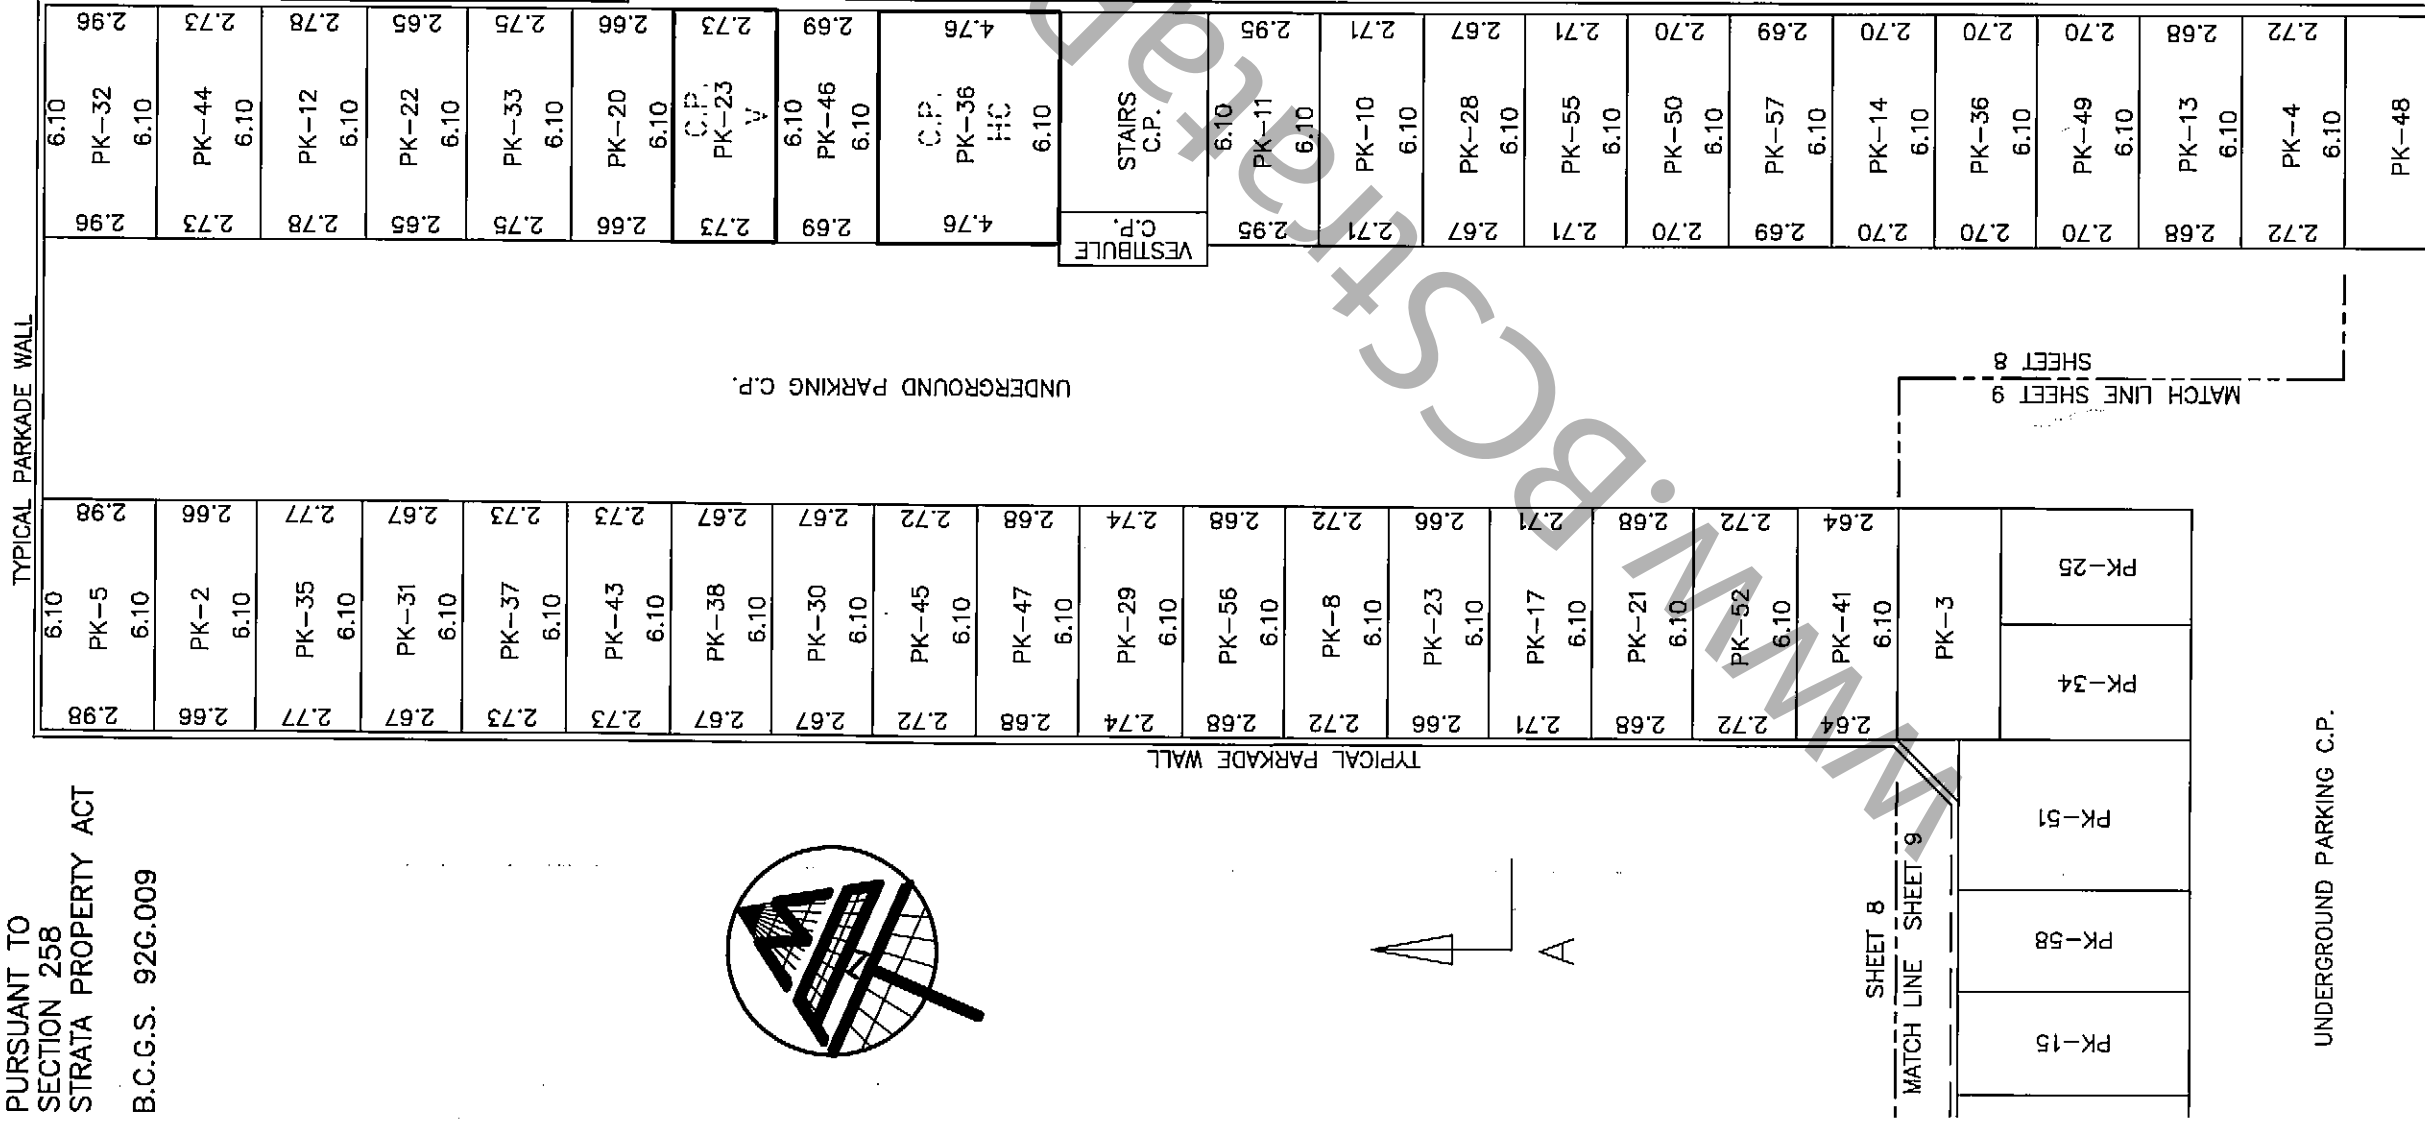 PURSUANT TO
SECTION 258
STRATA PROPERTY ACT
B.C.G.S. 92G.009
TYPICAL PARKADE WALL
2.96 2.73 2.78 2.65 2.75 2.66 2.73 2.69 4.76 2.95 2.71 2.67 2.71 2.70 2.69 2.70 2.70 2.70 2.68 2.72
6.10
PK-32
6.10
PK-44
6.10
PK-12
6.10
PK-22
6.10
PK-33
6.10
PK-20
6.10
C.P.
PK-23
V
6.10
PK-46
6.10
C.P.
PK-36
HC
6.10
STAIRS
C.P.
6.10
PK-11
6.10
PK-10
6.10
PK-28
6.10
PK-55
6.10
PK-50
6.10
PK-57
6.10
PK-14
6.10
PK-36
6.10
PK-49
6.10
PK-13
6.10
PK-4
6.10
PK-48
2.96 2.73 2.78 2.65 2.75 2.66 2.73 2.69 4.76
VESTIBULE
C.P.
2.95 2.71 2.67 2.71 2.70 2.69 2.70 2.70 2.70 2.68 2.72
UNDERGROUND PARKING C.P.
SHEET 8
MATCH LINE SHEET 9
2.98 2.66 2.77 2.67 2.73 2.73 2.67 2.67 2.72 2.68 2.74 2.68 2.72 2.66 2.71 2.68 2.72 2.64
6.10
PK-5
6.10
PK-2
6.10
PK-35
6.10
PK-31
6.10
PK-37
6.10
PK-43
6.10
PK-38
6.10
PK-30
6.10
PK-45
6.10
PK-47
6.10
PK-29
6.10
PK-56
6.10
PK-8
6.10
PK-23
6.10
PK-17
6.10
PK-21
6.10
PK-52
6.10
PK-41
6.10
PK-3
PK-25
PK-34
2.98 2.66 2.77 2.67 2.73 2.73 2.67 2.67 2.72 2.68 2.74 2.68 2.72 2.66 2.71 2.68 2.72 2.64
TYPICAL PARKADE WALL
A
SHEET 8
MATCH LINE SHEET 9
PK-51
PK-58
PK-15
UNDERGROUND PARKING C.P.
www.BCStrata